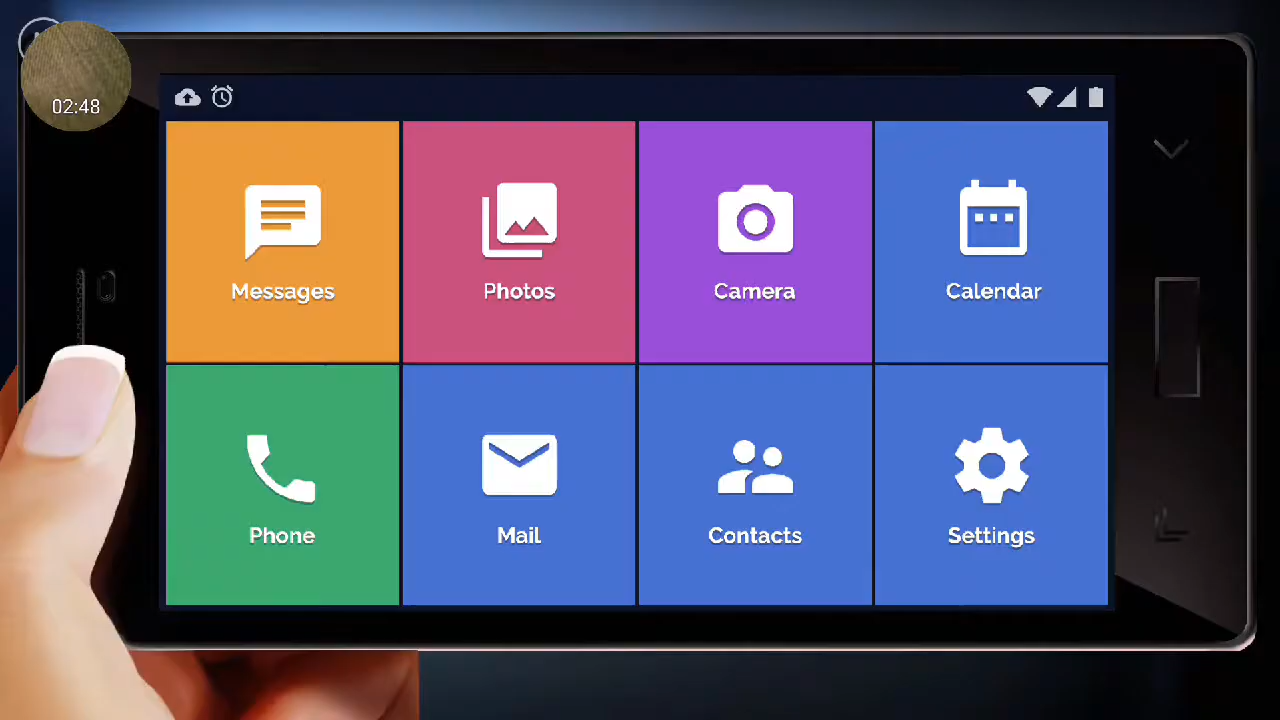 02:48
Messages
Photos
Camera
Calendar
Phone
Mail
Contacts
Settings